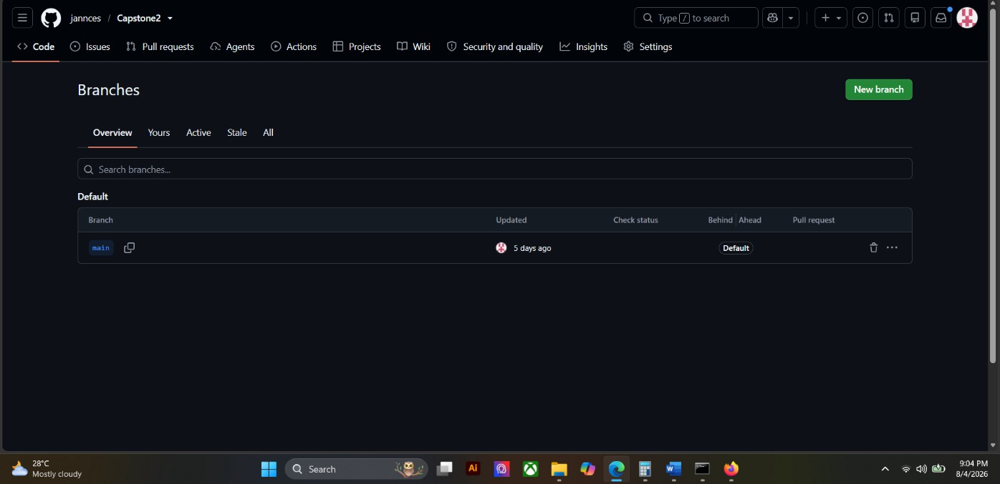 jannces / Capstone2
Type / to search
Code Issues Pull requests Agents Actions Projects Wiki Security and quality Insights Settings
Branches
New branch
Overview Yours Active Stale All
Search branches...
Default
Branch Updated Check status Behind Ahead Pull request
main 5 days ago Default
28°C
Mostly cloudy
Search
Ai
W
9:04 PM
8/4/2026